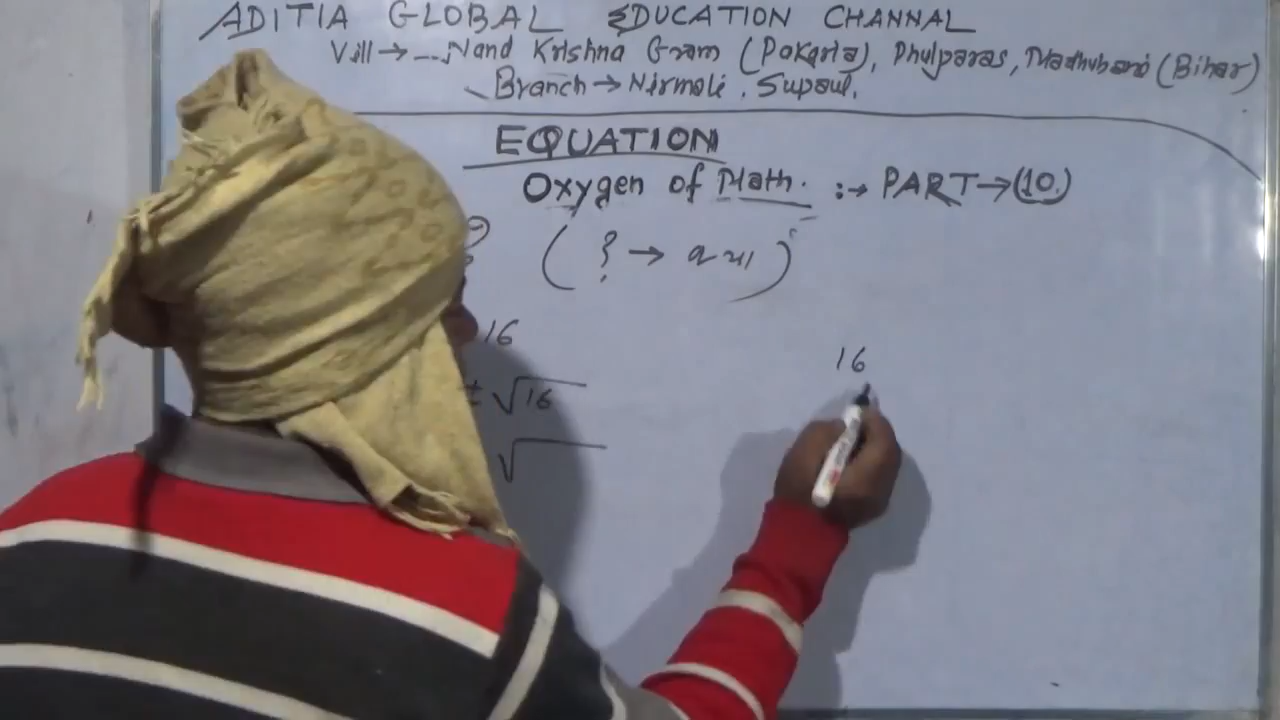 ADITIA GLOBAL EDUCATION CHANNAL
Vill → Nand Krishna Gram (Pokaria), Phulparas, Madhubani (Bihar)
Branch → Nirmoli, Supaul.
EQUATION
Oxygen of Math. :→ PART → (10.)
( ? → क्या )
16
± √16
√
16